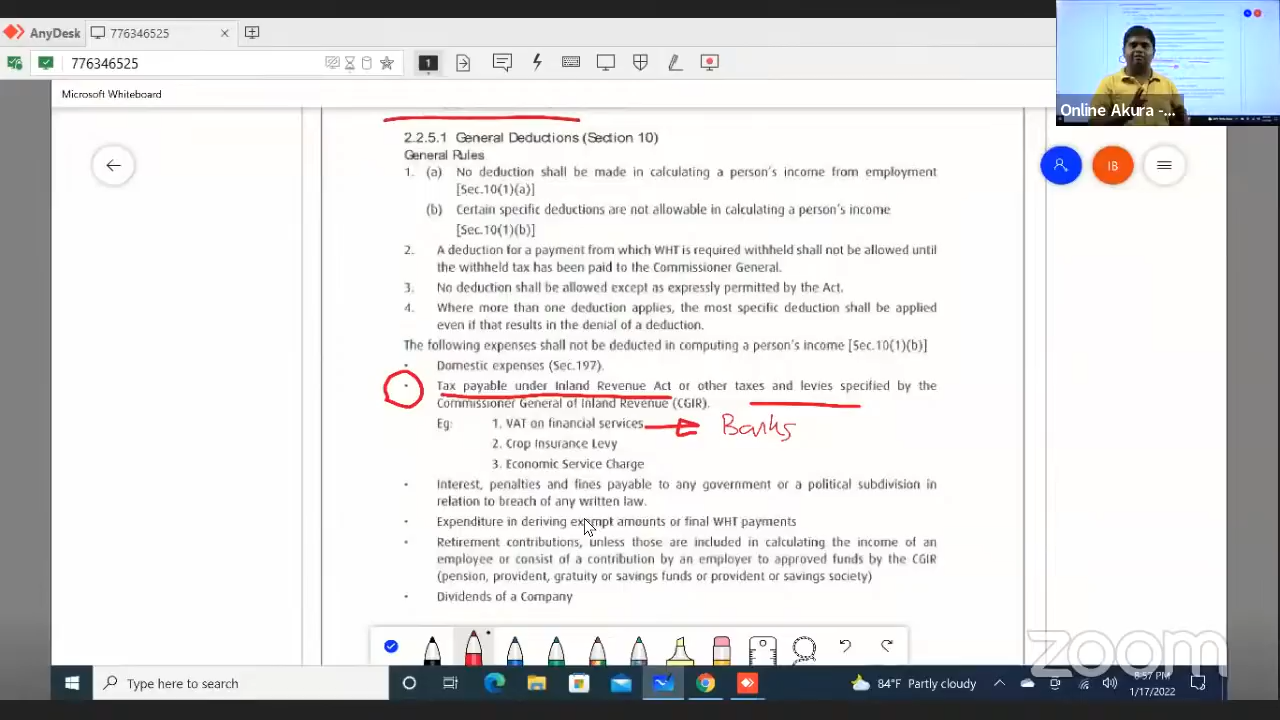 AnyDesk
776346525
776346525
1
Microsoft Whiteboard
Online Akura -...
IB
2.2.5.1 General Deductions (Section 10)
General Rules
1. (a) No deduction shall be made in calculating a person's income from employment
[Sec.10(1)(a)]
(b) Certain specific deductions are not allowable in calculating a person's income
[Sec.10(1)(b)]
2. A deduction for a payment from which WHT is required withheld shall not be allowed until
the withheld tax has been paid to the Commissioner General.
3. No deduction shall be allowed except as expressly permitted by the Act.
4. Where more than one deduction applies, the most specific deduction shall be applied
even if that results in the denial of a deduction.
The following expenses shall not be deducted in computing a person's income [Sec.10(1)(b)]
• Domestic expenses (Sec.197).
• Tax payable under Inland Revenue Act or other taxes and levies specified by the
Commissioner General of Inland Revenue (CGIR).
Eg: 1. VAT on financial services Banks
2. Crop Insurance Levy
3. Economic Service Charge
• Interest, penalties and fines payable to any government or a political subdivision in
relation to breach of any written law.
• Expenditure in deriving exempt amounts or final WHT payments
• Retirement contributions, unless those are included in calculating the income of an
employee or consist of a contribution by an employer to approved funds by the CGIR
(pension, provident, gratuity or savings funds or provident or savings society)
• Dividends of a Company
zoom
Type here to search
84°F Partly cloudy
8:57 PM
1/17/2022